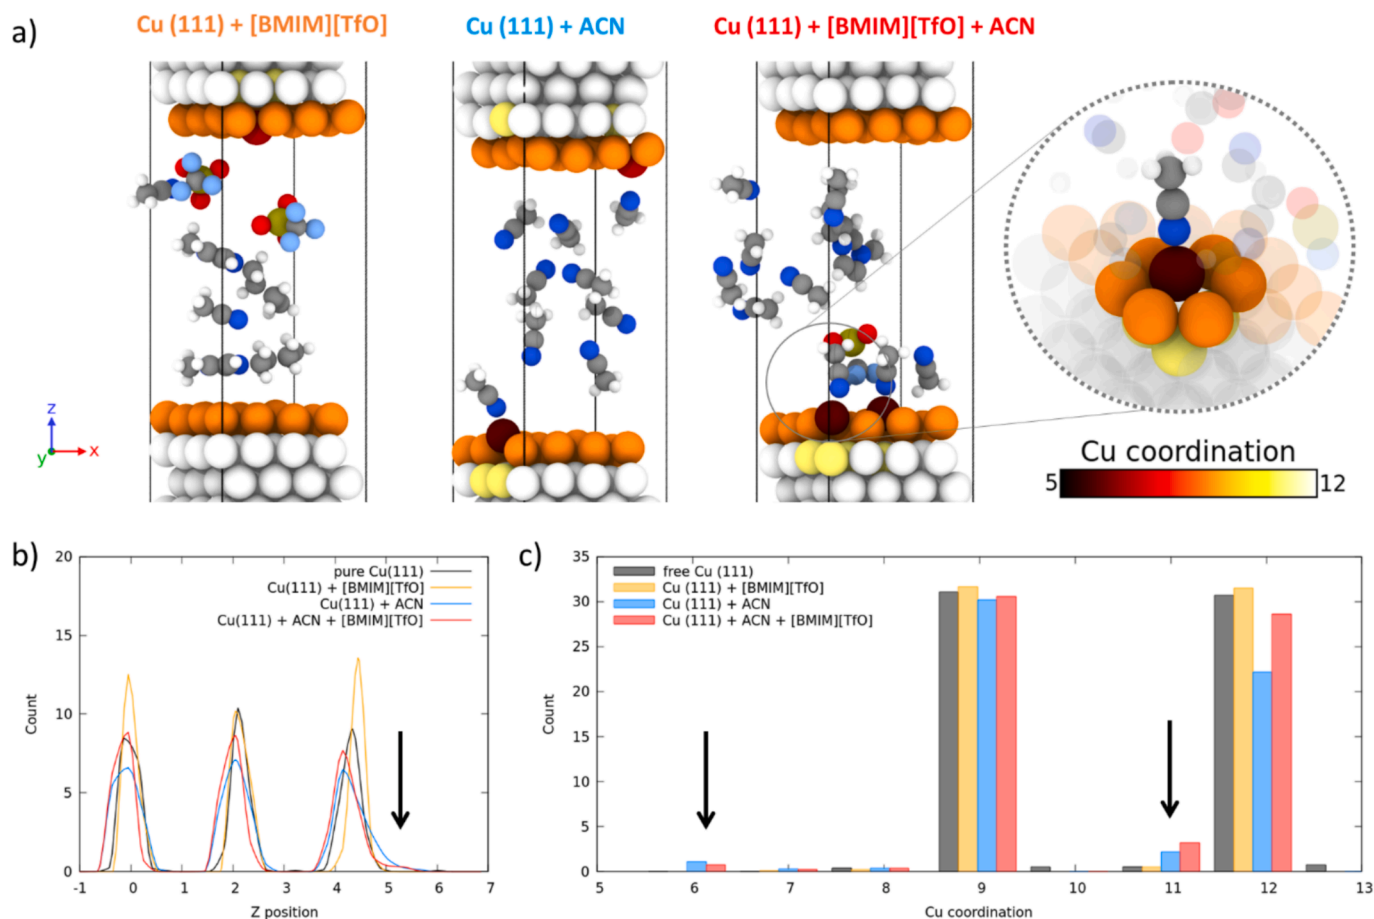 a)
Cu (111) + [BMIM][TfO]
Cu (111) + ACN
Cu (111) + [BMIM][TfO] + ACN
z
y
x
Cu coordination
5
12
b)
20
15
10
5
0
Count
pure Cu(111)
Cu(111) + [BMIM][TfO]
Cu(111) + ACN
Cu(111) + ACN + [BMIM][TfO]
-1 0 1 2 3 4 5 6 7
Z position
c)
35
30
25
20
15
10
5
0
Count
free Cu (111)
Cu (111) + [BMIM][TfO]
Cu (111) + ACN
Cu (111) + ACN + [BMIM][TfO]
5 6 7 8 9 10 11 12 13
Cu coordination